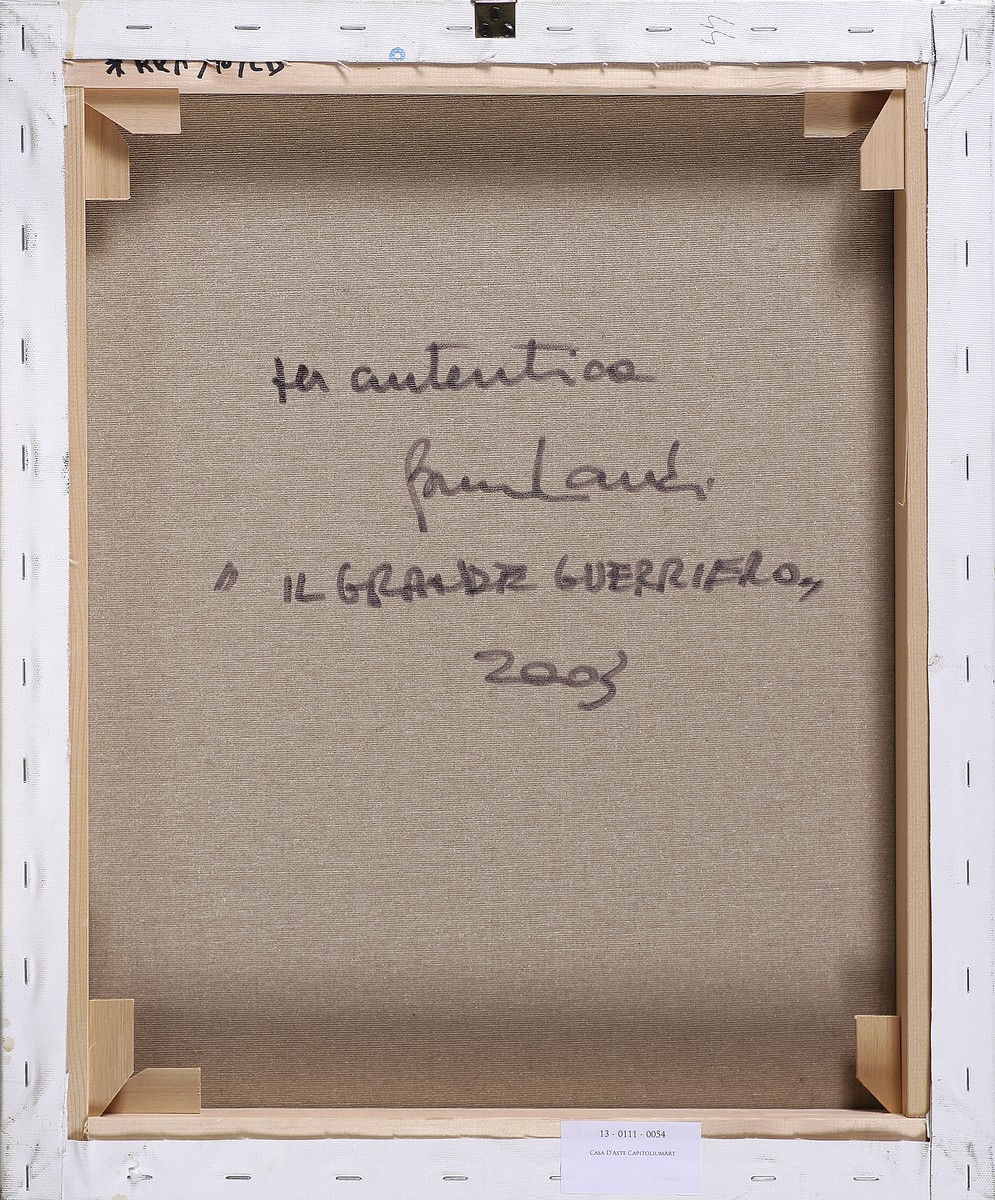 per autentica
" IL GRANDE GUERRIERO "
2003
13 - 0111 - 0054
CASA D'ASTE CAPITOLIUMART